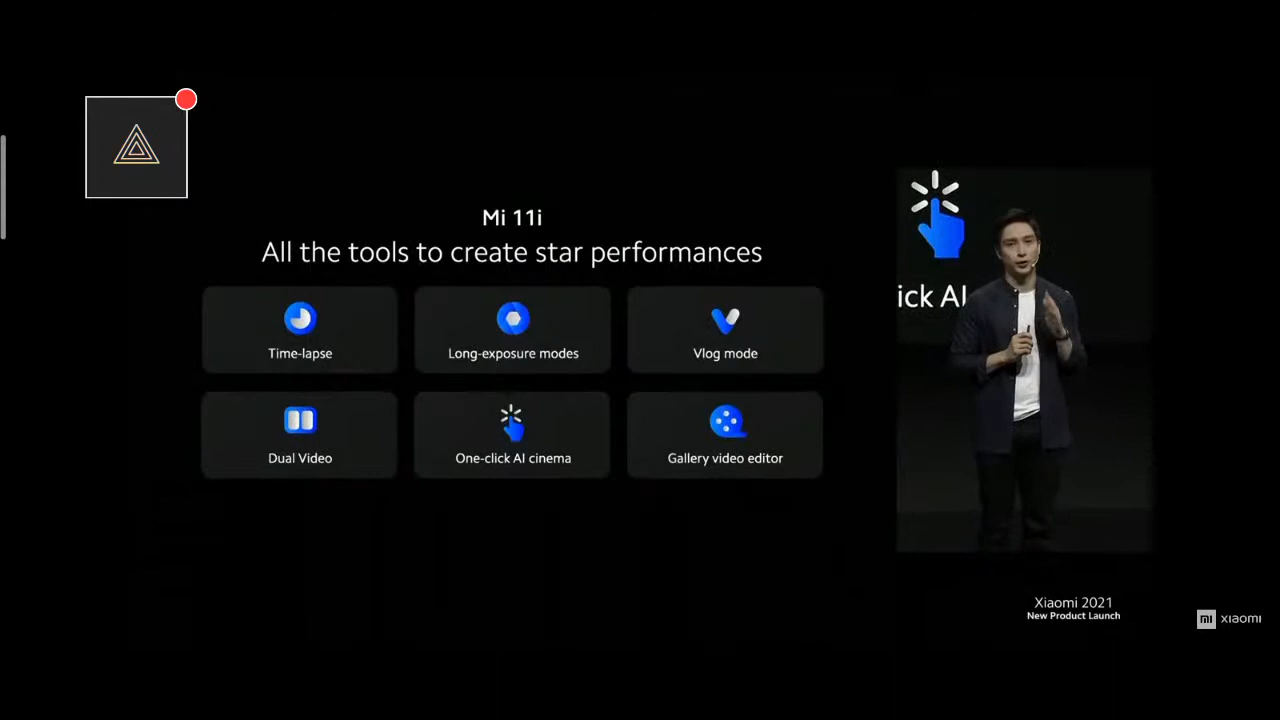 Mi 11i
All the tools to create star performances
Time-lapse
Long-exposure modes
Vlog mode
Dual Video
One-click AI cinema
Gallery video editor
ick AI
Xiaomi 2021
New Product Launch
mi xiaomi